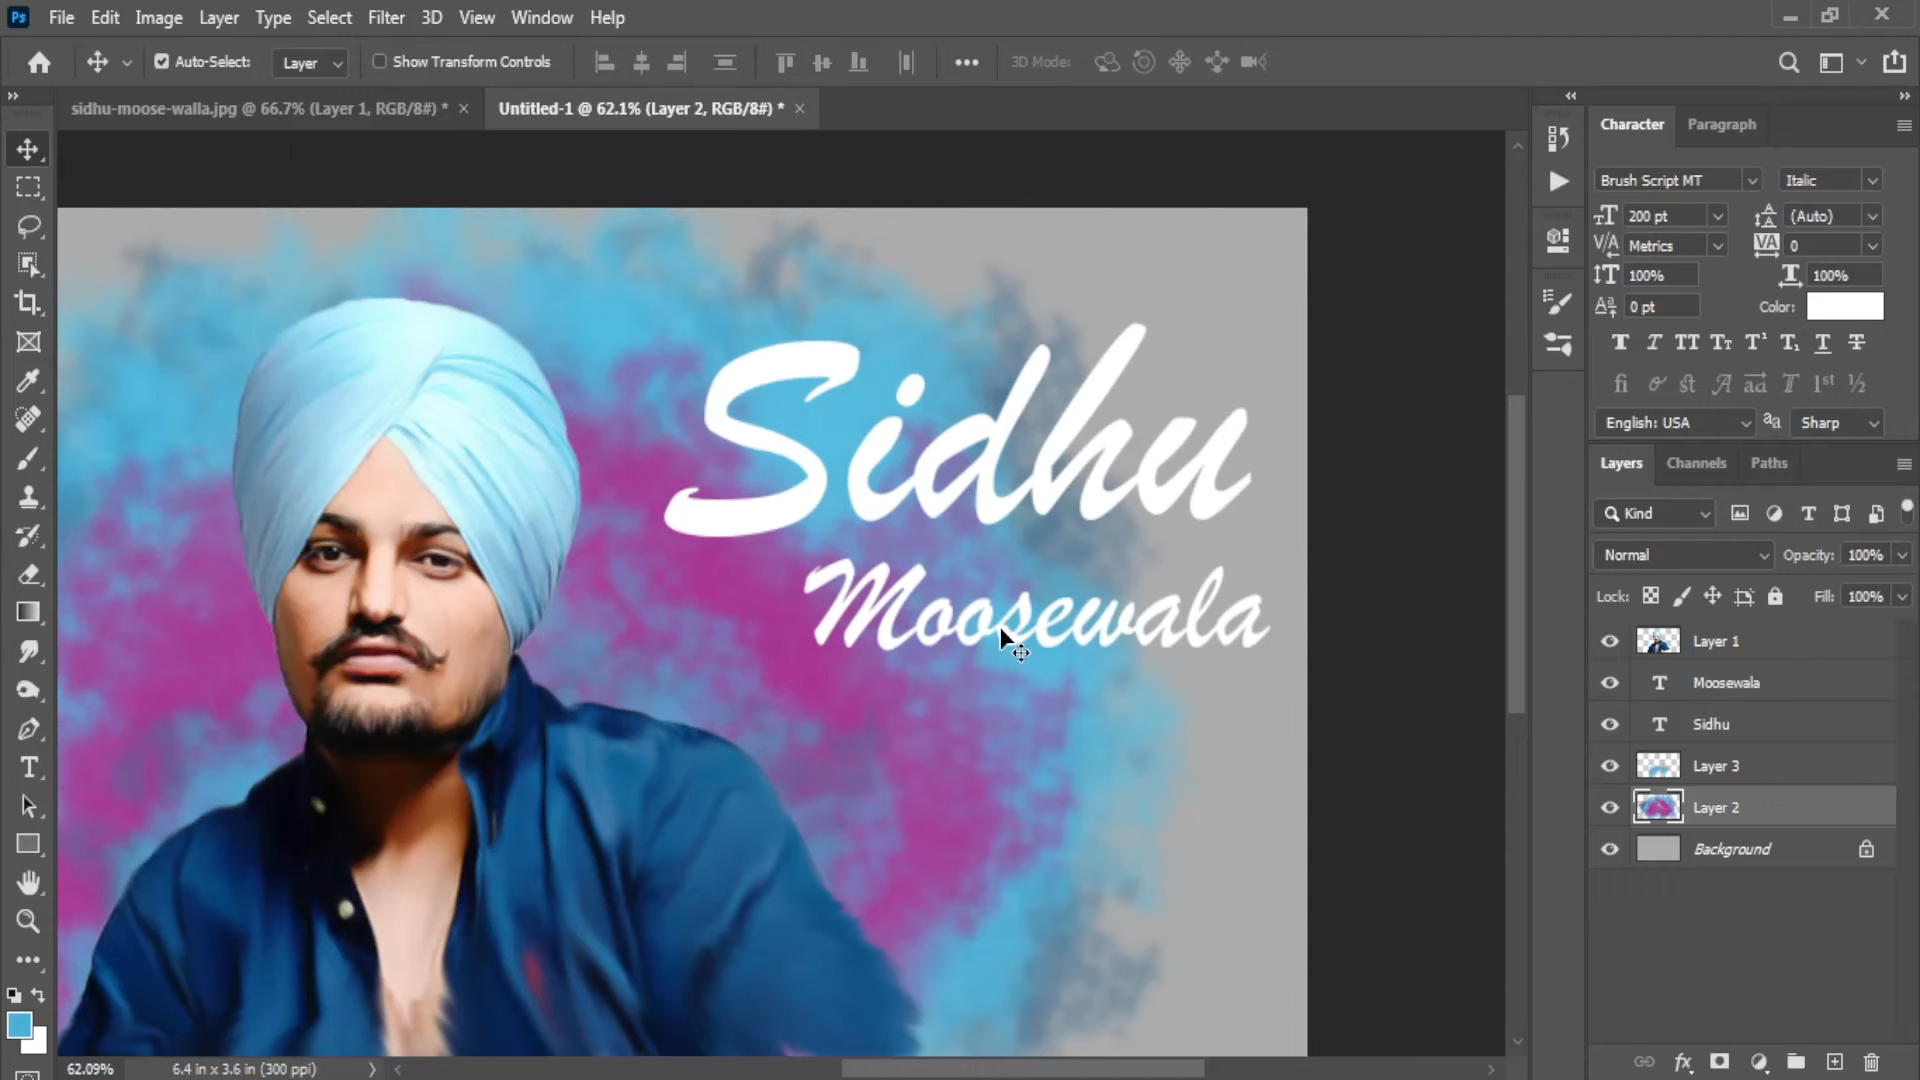 Ps File Edit Image Layer Type Select Filter 3D View Window Help
Auto-Select: Layer Show Transform Controls 3D Mode:
sidhu-moose-walla.jpg @ 66.7% (Layer 1, RGB/8#) * Untitled-1 @ 62.1% (Layer 2, RGB/8#) *
Character Paragraph
Brush Script MT Italic
200 pt (Auto)
Metrics 0
100% 100%
0 pt Color:
English: USA Sharp
Layers Channels Paths
Kind
Normal Opacity: 100%
Lock: Fill: 100%
Layer 1
Moosewala
Sidhu
Layer 3
Layer 2
Background
Sidhu
Moosewala
62.09% 6.4 in x 3.6 in (300 ppi)